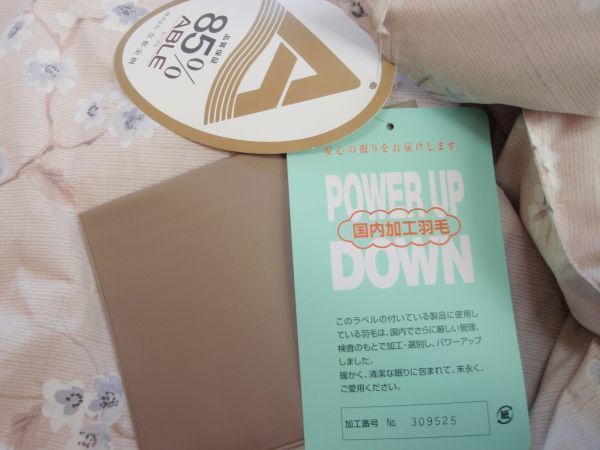 品質保証
85%
ABLE
安心の眠りをお届けします。
POWER UP
国内加工羽毛
DOWN
このラベルの付いている製品に使用し
ている羽毛は、国内でさらに厳しい管理。
検査のもとで加工・選別し、パワーアップ
しました。
暖かく、清潔な眠りに包まれて、末永く、
ご愛用ください。
加工番号 No. 309525
紙